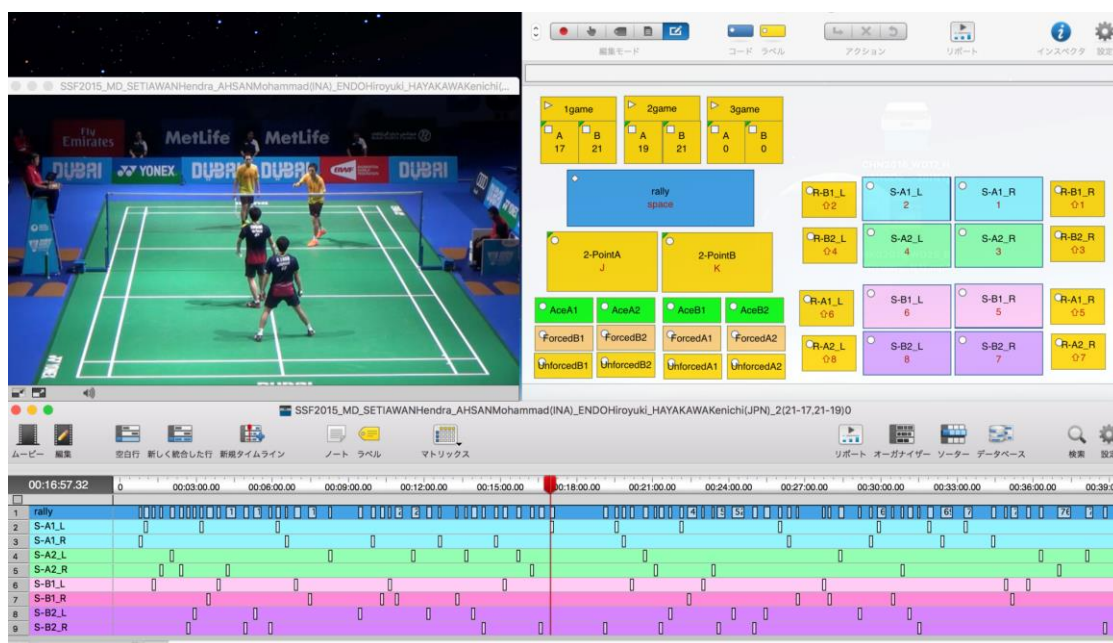 SSF2015_MD_SETIAWANHendra_AHSANMohammad(INA)_ENDOHiroyuki_HAYAKAWAKenichi(...
Fly
Emirates
MetLife
MetLife
DUBAI
YONEX
DUBAI
DUBAI
BWF
DUBAI
編集モード
コード
ラベル
アクション
リポート
インスペクタ
設定
1game
2game
3game
A
17
B
21
A
19
B
21
A
0
B
0
rally
space
2-PointA
J
2-PointB
K
AceA1
AceA2
AceB1
AceB2
ForcedB1
ForcedB2
ForcedA1
ForcedA2
UnforcedB1
UnforcedB2
UnforcedA1
UnforcedA2
R-B1_L
⇧2
S-A1_L
2
S-A1_R
1
R-B1_R
⇧1
R-B2_L
⇧4
S-A2_L
4
S-A2_R
3
R-B2_R
⇧3
R-A1_L
⇧6
S-B1_L
6
S-B1_R
5
R-A1_R
⇧5
R-A2_L
⇧8
S-B2_L
8
S-B2_R
7
R-A2_R
⇧7
SSF2015_MD_SETIAWANHendra_AHSANMohammad(INA)_ENDOHiroyuki_HAYAKAWAKenichi(JPN)_2(21-17,21-19)0
ムービー
編集
空白行
新しく統合した行
新規タイムライン
ノート
ラベル
マトリックス
リポート
オーガナイザー
ソーター
データベース
検索
設定
00:16:57.32
0
00:03:00.00
00:06:00.00
00:09:00.00
00:12:00.00
00:15:00.00
00:18:00.00
00:21:00.00
00:24:00.00
00:27:00.00
00:30:00.00
00:33:00.00
00:36:00.00
00:39:0
1 rally
2 S-A1_L
3 S-A1_R
4 S-A2_L
5 S-A2_R
6 S-B1_L
7 S-B1_R
8 S-B2_L
9 S-B2_R